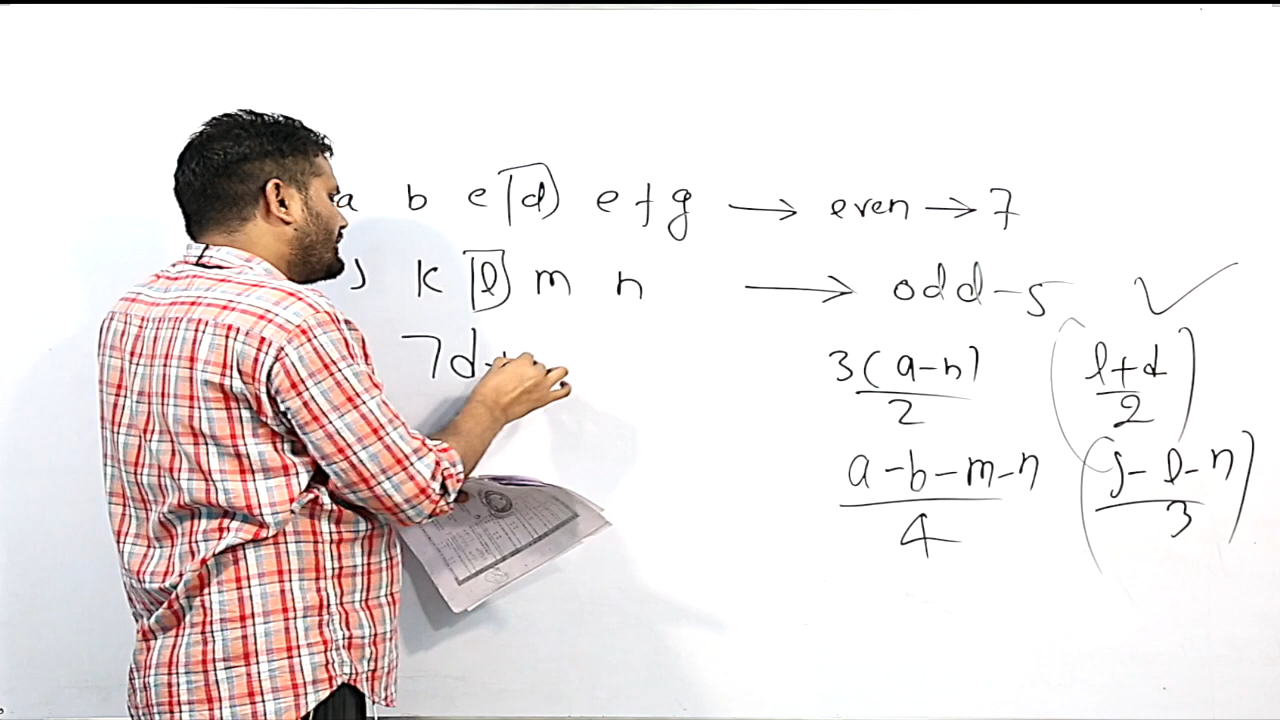 a b c d e f g → even → 7
j k l m n → odd - 5 ✓
7d
3(a-n)
2
(l+d)
2
a-b-m-n
4
(j-l-n)
3